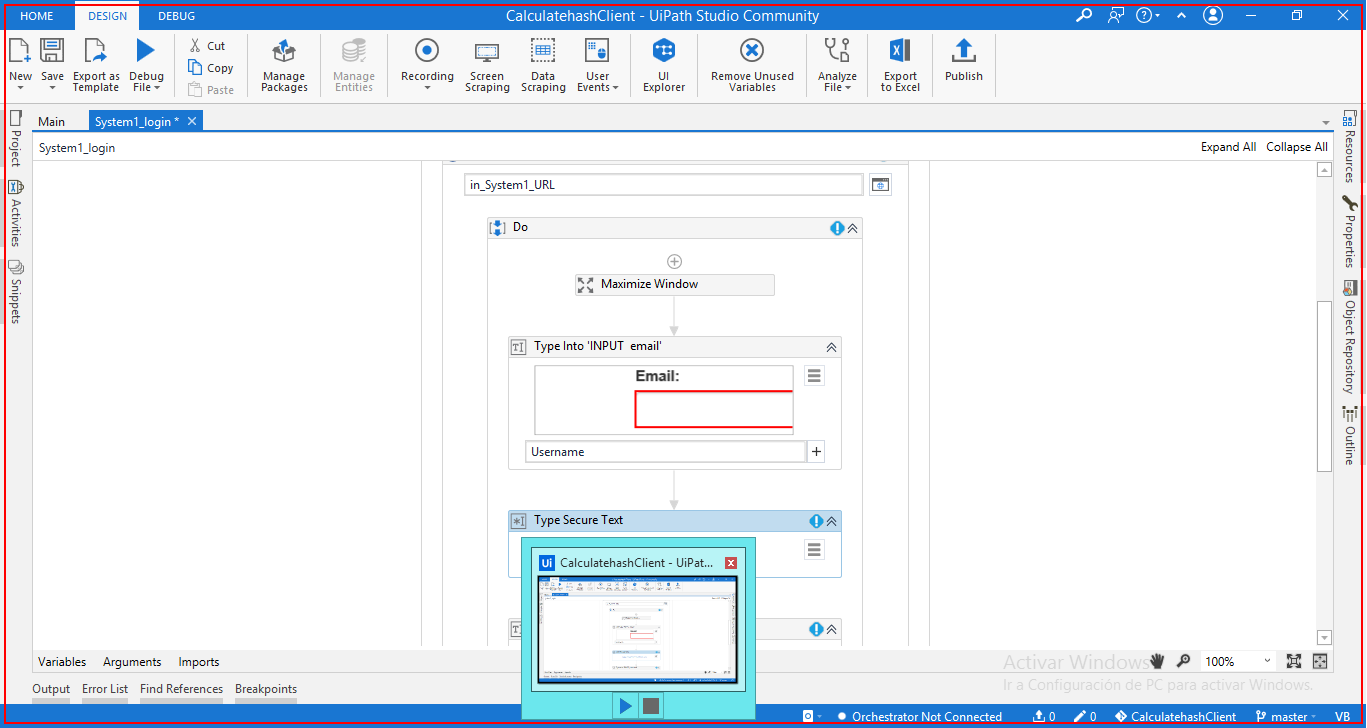 HOME DESIGN DEBUG CalculatehashClient - UiPath Studio Community
New Save Export as Template Debug File Cut Copy Paste Manage Packages Manage Entities Recording Screen Scraping Data Scraping User Events UI Explorer Remove Unused Variables Analyze File Export to Excel Publish
Main System1_login *
System1_login Expand All Collapse All
Project
Activities
Snippets
in_System1_URL
Do
Maximize Window
Type Into 'INPUT email'
Email:
Username
Type Secure Text
Ui CalculatehashClient - UiPat...
Resources
Properties
Object Repository
Outline
Variables Arguments Imports
Activar Windows
100%
Ir a Configuración de PC para activar Windows.
Output Error List Find References Breakpoints
Orchestrator Not Connected 0 0 CalculatehashClient master VB